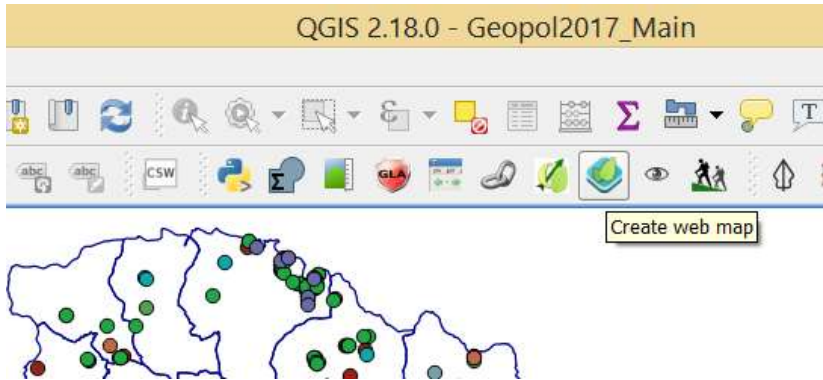 QGIS 2.18.0 - Geopol2017_Main
T
abc abc CSW Σ GLA
Create web map